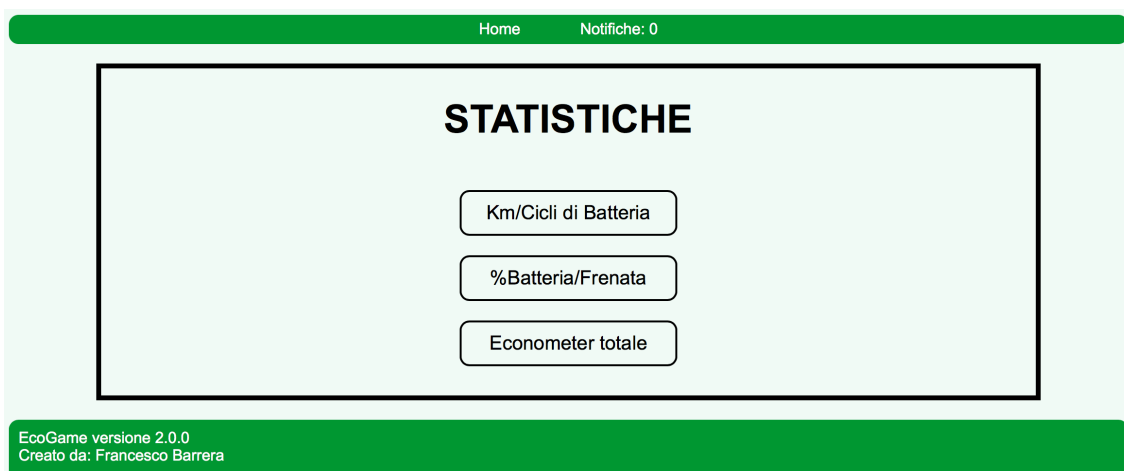 Home Notifiche: 0
STATISTICHE
Km/Cicli di Batteria
%Batteria/Frenata
Econometer totale
EcoGame versione 2.0.0
Creato da: Francesco Barrera